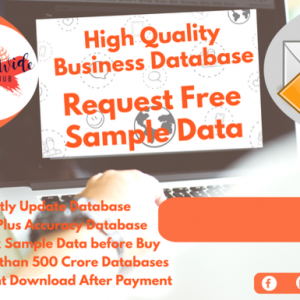 High Quality
Business Database
Request Free
Sample Data
Update Database
Plus Accuracy Database
Sample Data before Buy
than 500 Crore Databases
Download After Payment